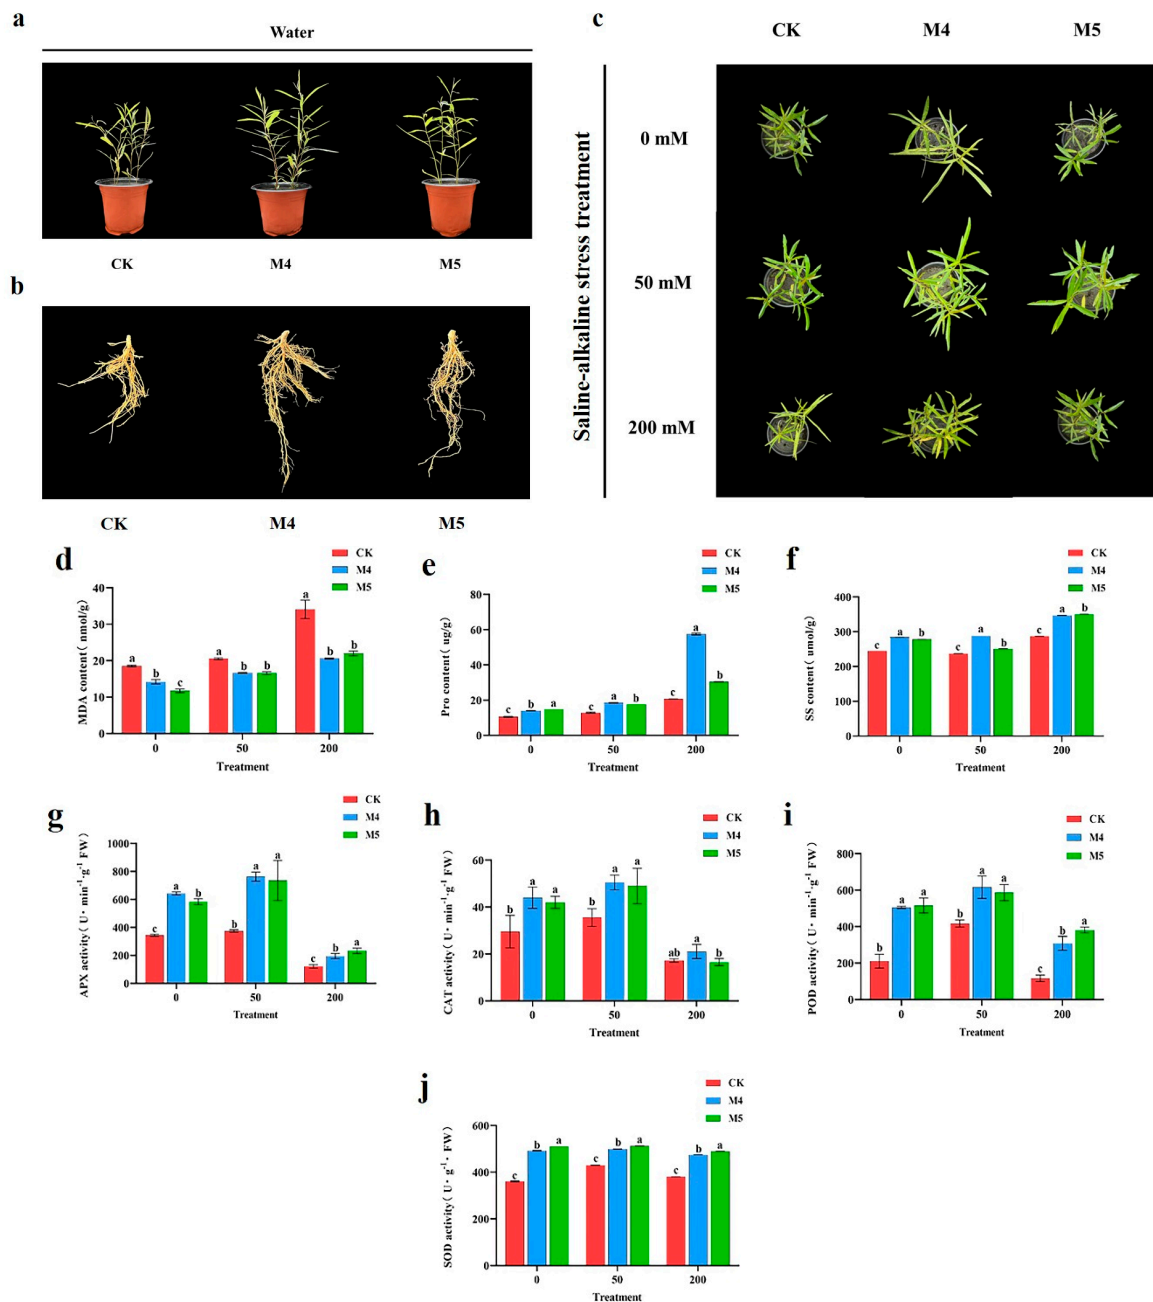 a
Water
CK
M4
M5
b
CK
M4
M5
c
CK
M4
M5
Saline-alkaline stress treatment
0 mM
50 mM
200 mM
d
CK
M4
M5
MDA content( nmol/g)
40
30
20
10
0
a
b
c
a
b
b
a
b
b
0
50
200
Treatment
e
CK
M4
M5
Pro content( ug/g)
80
60
40
20
0
c
b
a
c
a
b
c
a
b
0
50
200
Treatment
f
CK
M4
M5
SS content( umol/g)
400
300
200
100
0
c
a
b
c
a
b
c
a
b
0
50
200
Treatment
g
CK
M4
M5
APX activity( U· min⁻¹·g⁻¹ FW)
1000
800
600
400
200
0
c
a
b
b
a
a
c
b
a
0
50
200
Treatment
h
CK
M4
M5
CAT activity( U· min⁻¹·g⁻¹ FW)
60
40
20
0
b
a
a
b
a
a
ab
a
b
0
50
200
Treatment
i
CK
M4
M5
POD activity( U· min⁻¹·g⁻¹ FW)
800
600
400
200
0
b
a
a
b
a
a
c
b
a
0
50
200
Treatment
j
CK
M4
M5
SOD activity( U· g⁻¹· FW)
600
400
200
0
c
b
a
c
b
a
c
b
a
0
50
200
Treatment